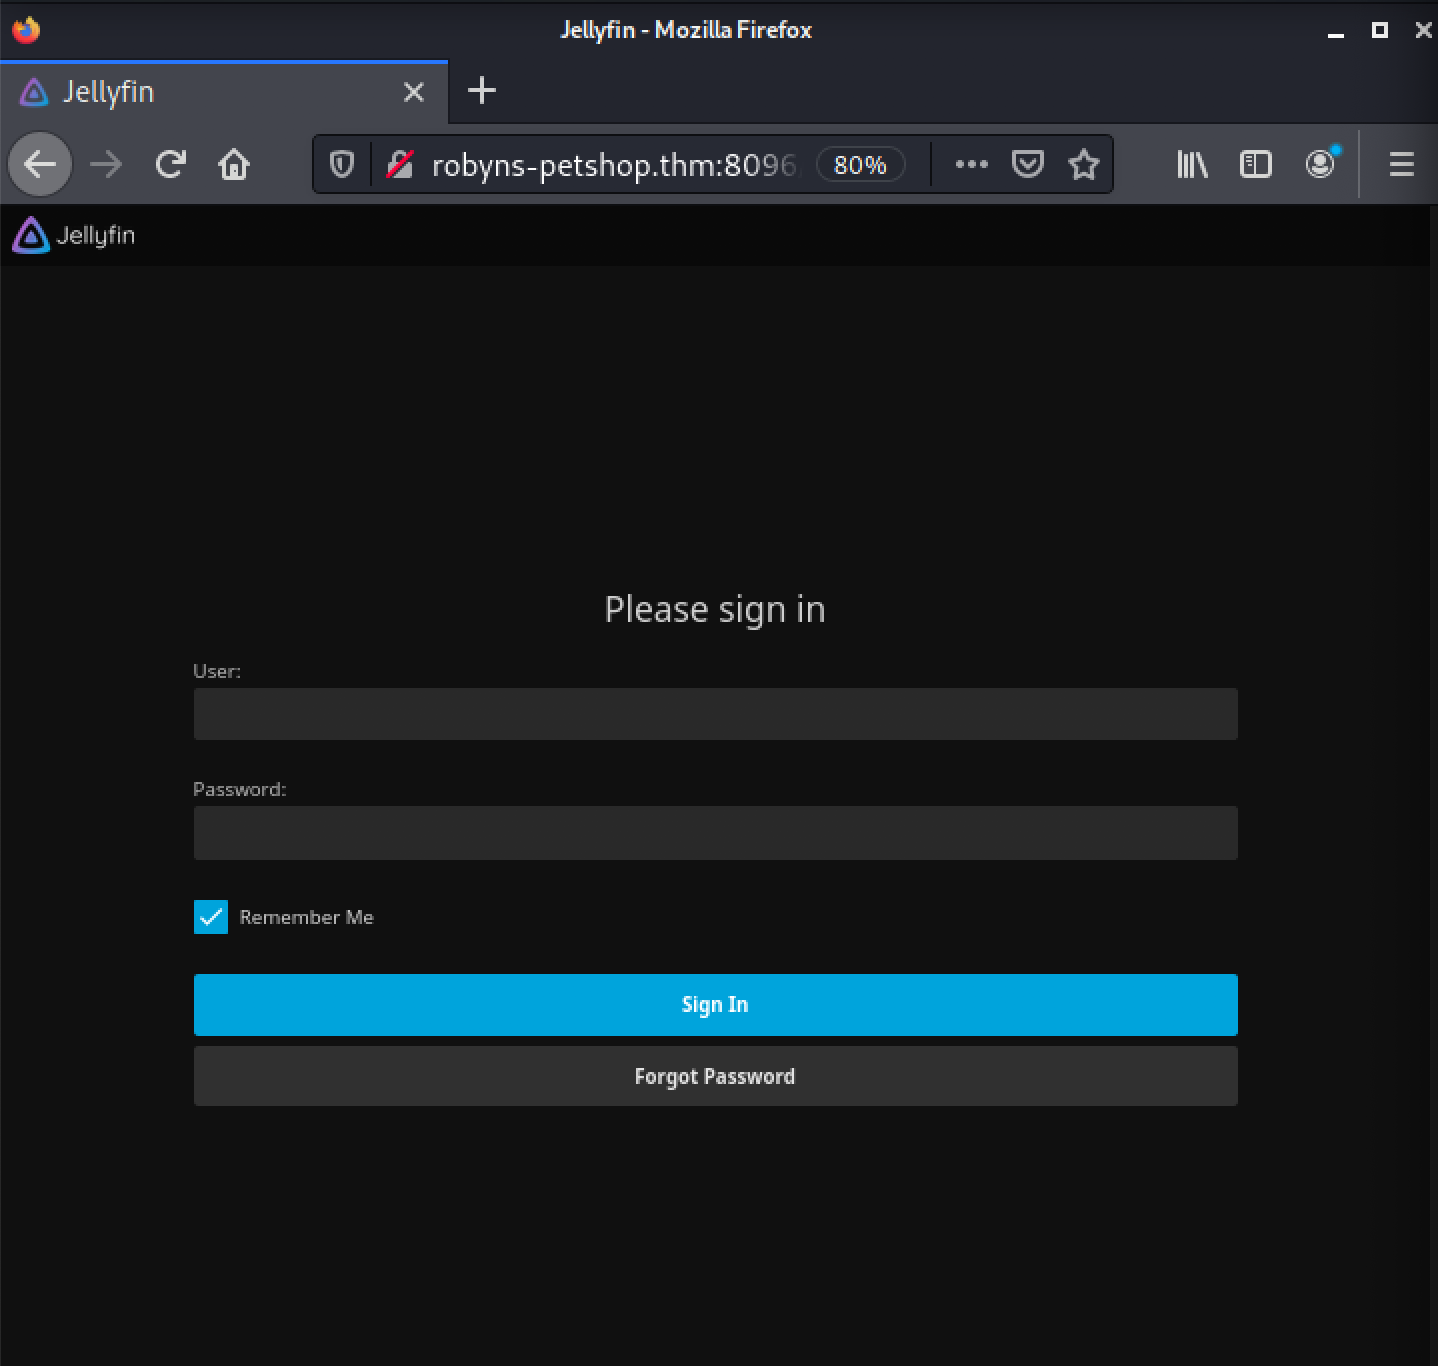 Jellyfin - Mozilla Firefox
Jellyfin
robyns-petshop.thm:8096 80%
Jellyfin
Please sign in
User:
Password:
Remember Me
Sign In
Forgot Password